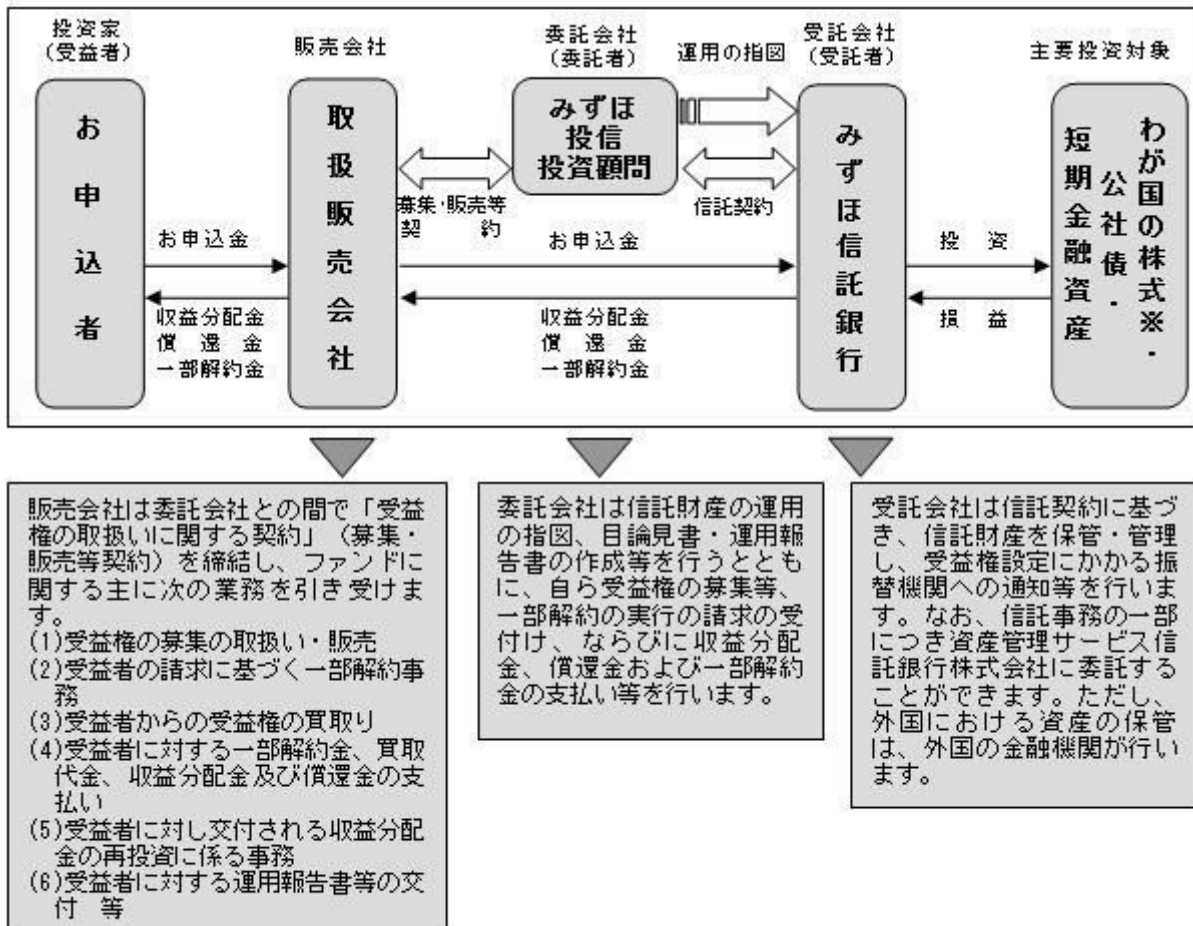 投資家
(受益者)
販売会社
委託会社
(委託者)
運用の指図
受託会社
(受託者)
主要投資対象
お申込者
取扱販売会社
みずほ
投信
投資顧問
みずほ信託銀行
わが国の株式※・
公社債・
短期金融資産
募集・販売等
契 約
信託契約
お申込金
お申込金
投 資
収益分配金
償 還 金
一部解約金
収益分配金
償 還 金
一部解約金
損 益
販売会社は委託会社との間で「受益
権の取扱いに関する契約」(募集・
販売等契約)を締結し、ファンドに
関する主に次の業務を引き受けま
す。
(1)受益権の募集の取扱い・販売
(2)受益者の請求に基づく一部解約事
務
(3)受益者からの受益権の買取り
(4)受益者に対する一部解約金、買取
代金、収益分配金及び償還金の支
払い
(5)受益者に対し交付される収益分配
金の再投資に係る事務
(6)受益者に対する運用報告書等の交
付 等
委託会社は信託財産の運用
の指図、目論見書・運用報
告書の作成等を行うととも
に、自ら受益権の募集等、
一部解約の実行の請求の受
付け、ならびに収益分配
金、償還金および一部解約
金の支払い等を行います。
受託会社は信託契約に基づ
き、信託財産を保管・管理
し、受益権設定にかかる振
替機関への通知等を行いま
す。なお、信託事務の一部
につき資産管理サービス信
託銀行株式会社に委託する
ことができます。ただし、
外国における資産の保管
は、外国の金融機関が行い
ます。